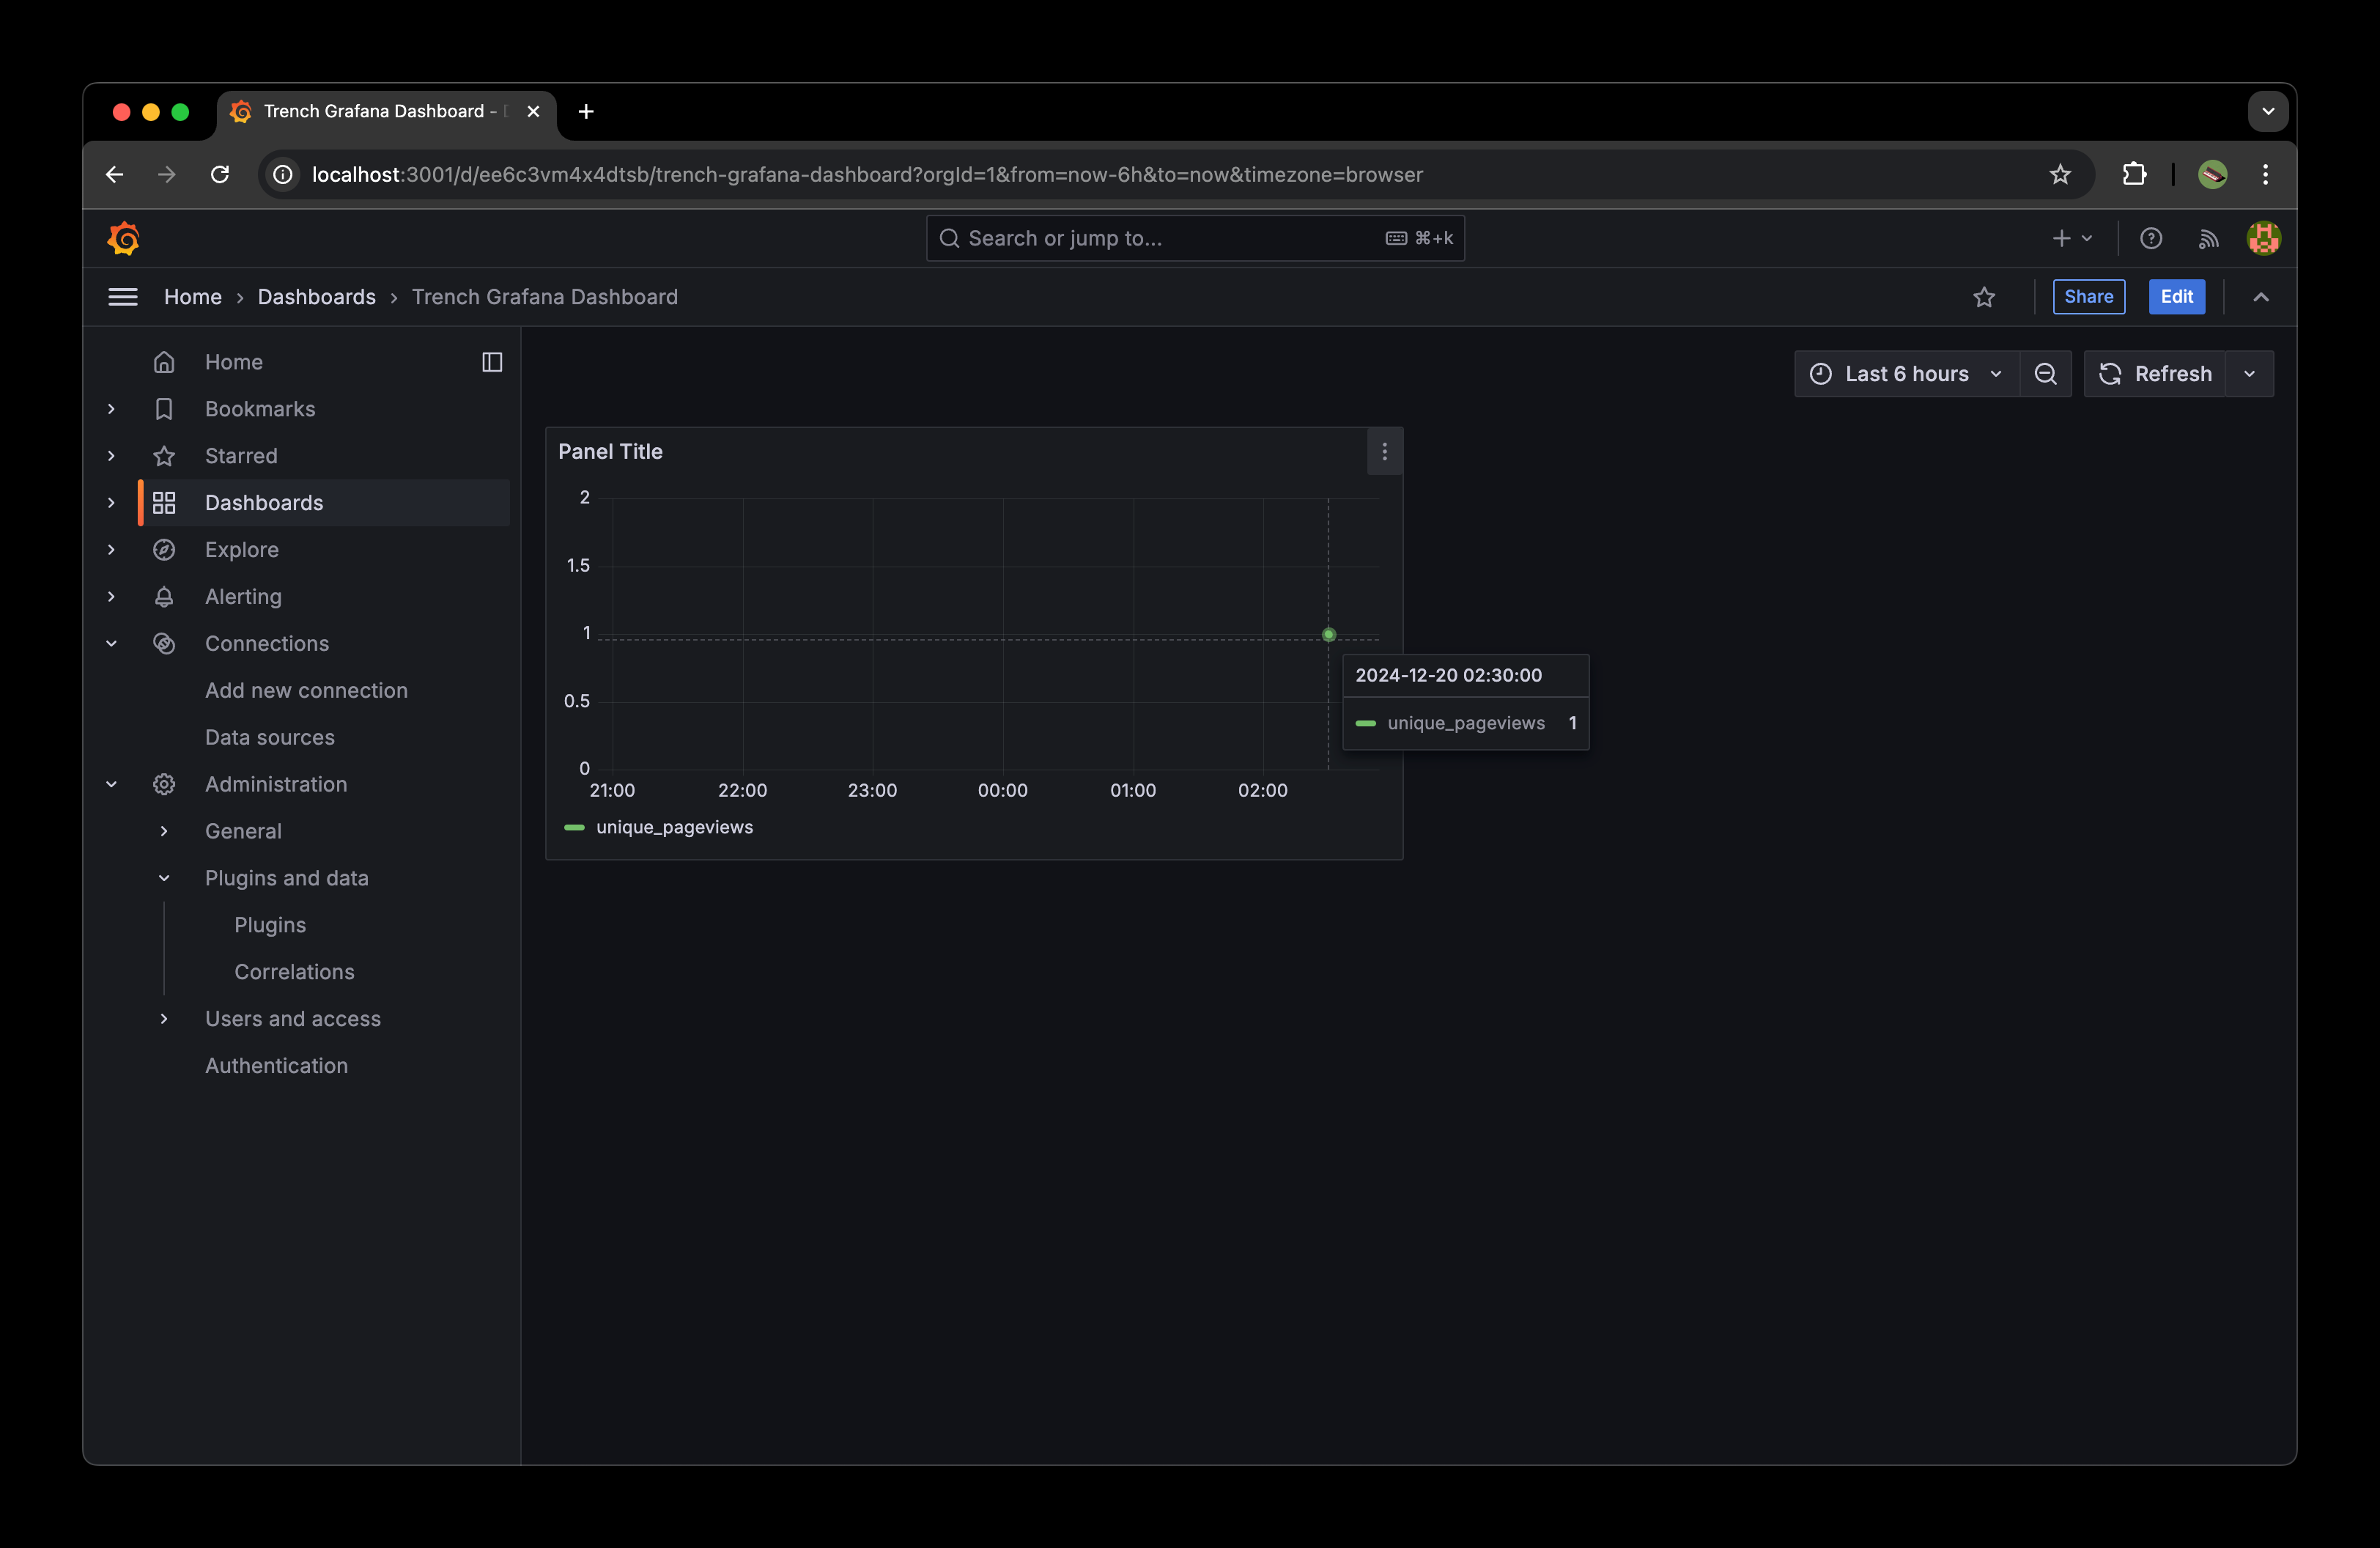 Trench Grafana Dashboard -
localhost:3001/d/ee6c3vm4x4dtsb/trench-grafana-dashboard?orgId=1&from=now-6h&to=now&timezone=browser
Search or jump to... ⌘+k
Home › Dashboards › Trench Grafana Dashboard
Share Edit
Home
Bookmarks
Starred
Dashboards
Explore
Alerting
Connections
Add new connection
Data sources
Administration
General
Plugins and data
Plugins
Correlations
Users and access
Authentication
Last 6 hours
Refresh
Panel Title
2
1.5
1
0.5
0
21:00 22:00 23:00 00:00 01:00 02:00
unique_pageviews
2024-12-20 02:30:00
unique_pageviews 1